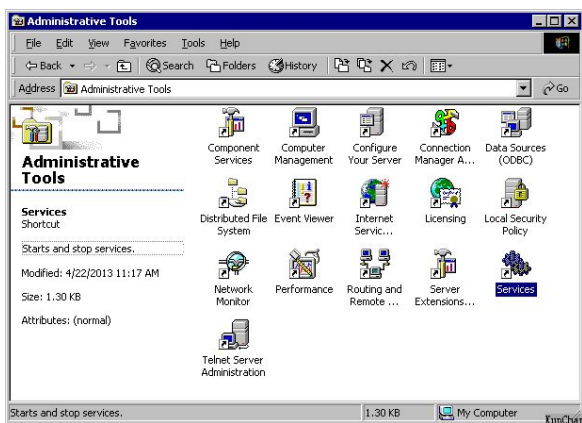 Administrative Tools
File Edit View Favorites Tools Help
Back Search Folders History
Address Administrative Tools Go
Administrative
Tools
Services
Shortcut
Starts and stop services.
Modified: 4/22/2013 11:17 AM
Size: 1.30 KB
Attributes: (normal)
Component
Services
Computer
Management
Configure
Your Server
Connection
Manager A...
Data Sources
(ODBC)
Distributed File
System
Event Viewer
Internet
Servic...
Licensing
Local Security
Policy
Network
Monitor
Performance
Routing and
Remote ...
Server
Extensions...
Services
Telnet Server
Administration
Starts and stop services. 1.30 KB My Computer